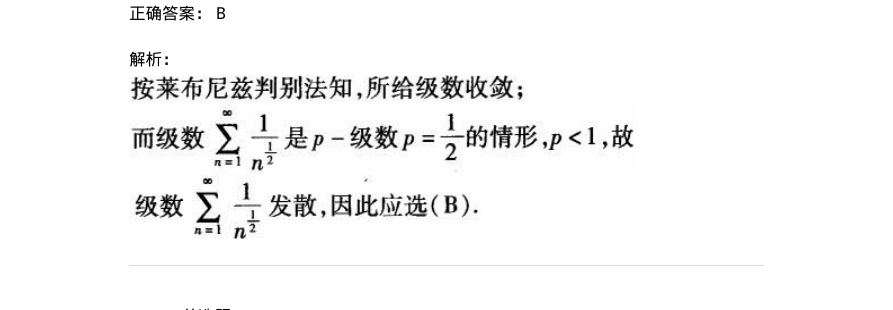 正确答案： B
解析：
按莱布尼兹判别法知,所给级数收敛;
而级数 ∑_{n=1}^{∞} 1/n^{1/2} 是 p－级数 p = 1/2 的情形,p < 1,故
级数 ∑_{n=1}^{∞} 1/n^{1/2} 发散,因此应选(B).